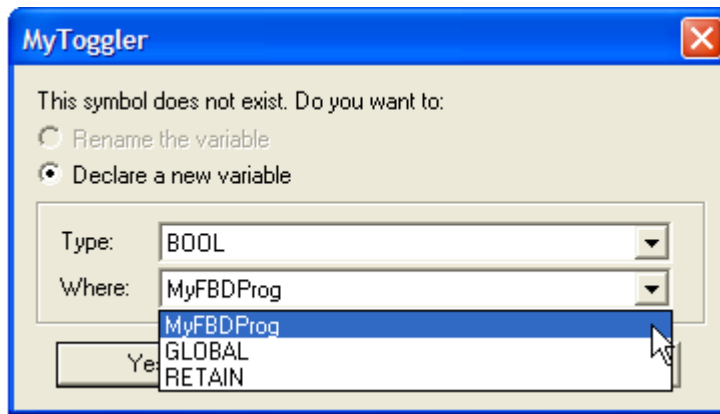 MyToggler
This symbol does not exist. Do you want to:
Rename the variable
Declare a new variable
Type: BOOL
Where: MyFBDProg
MyFBDProg
GLOBAL
RETAIN